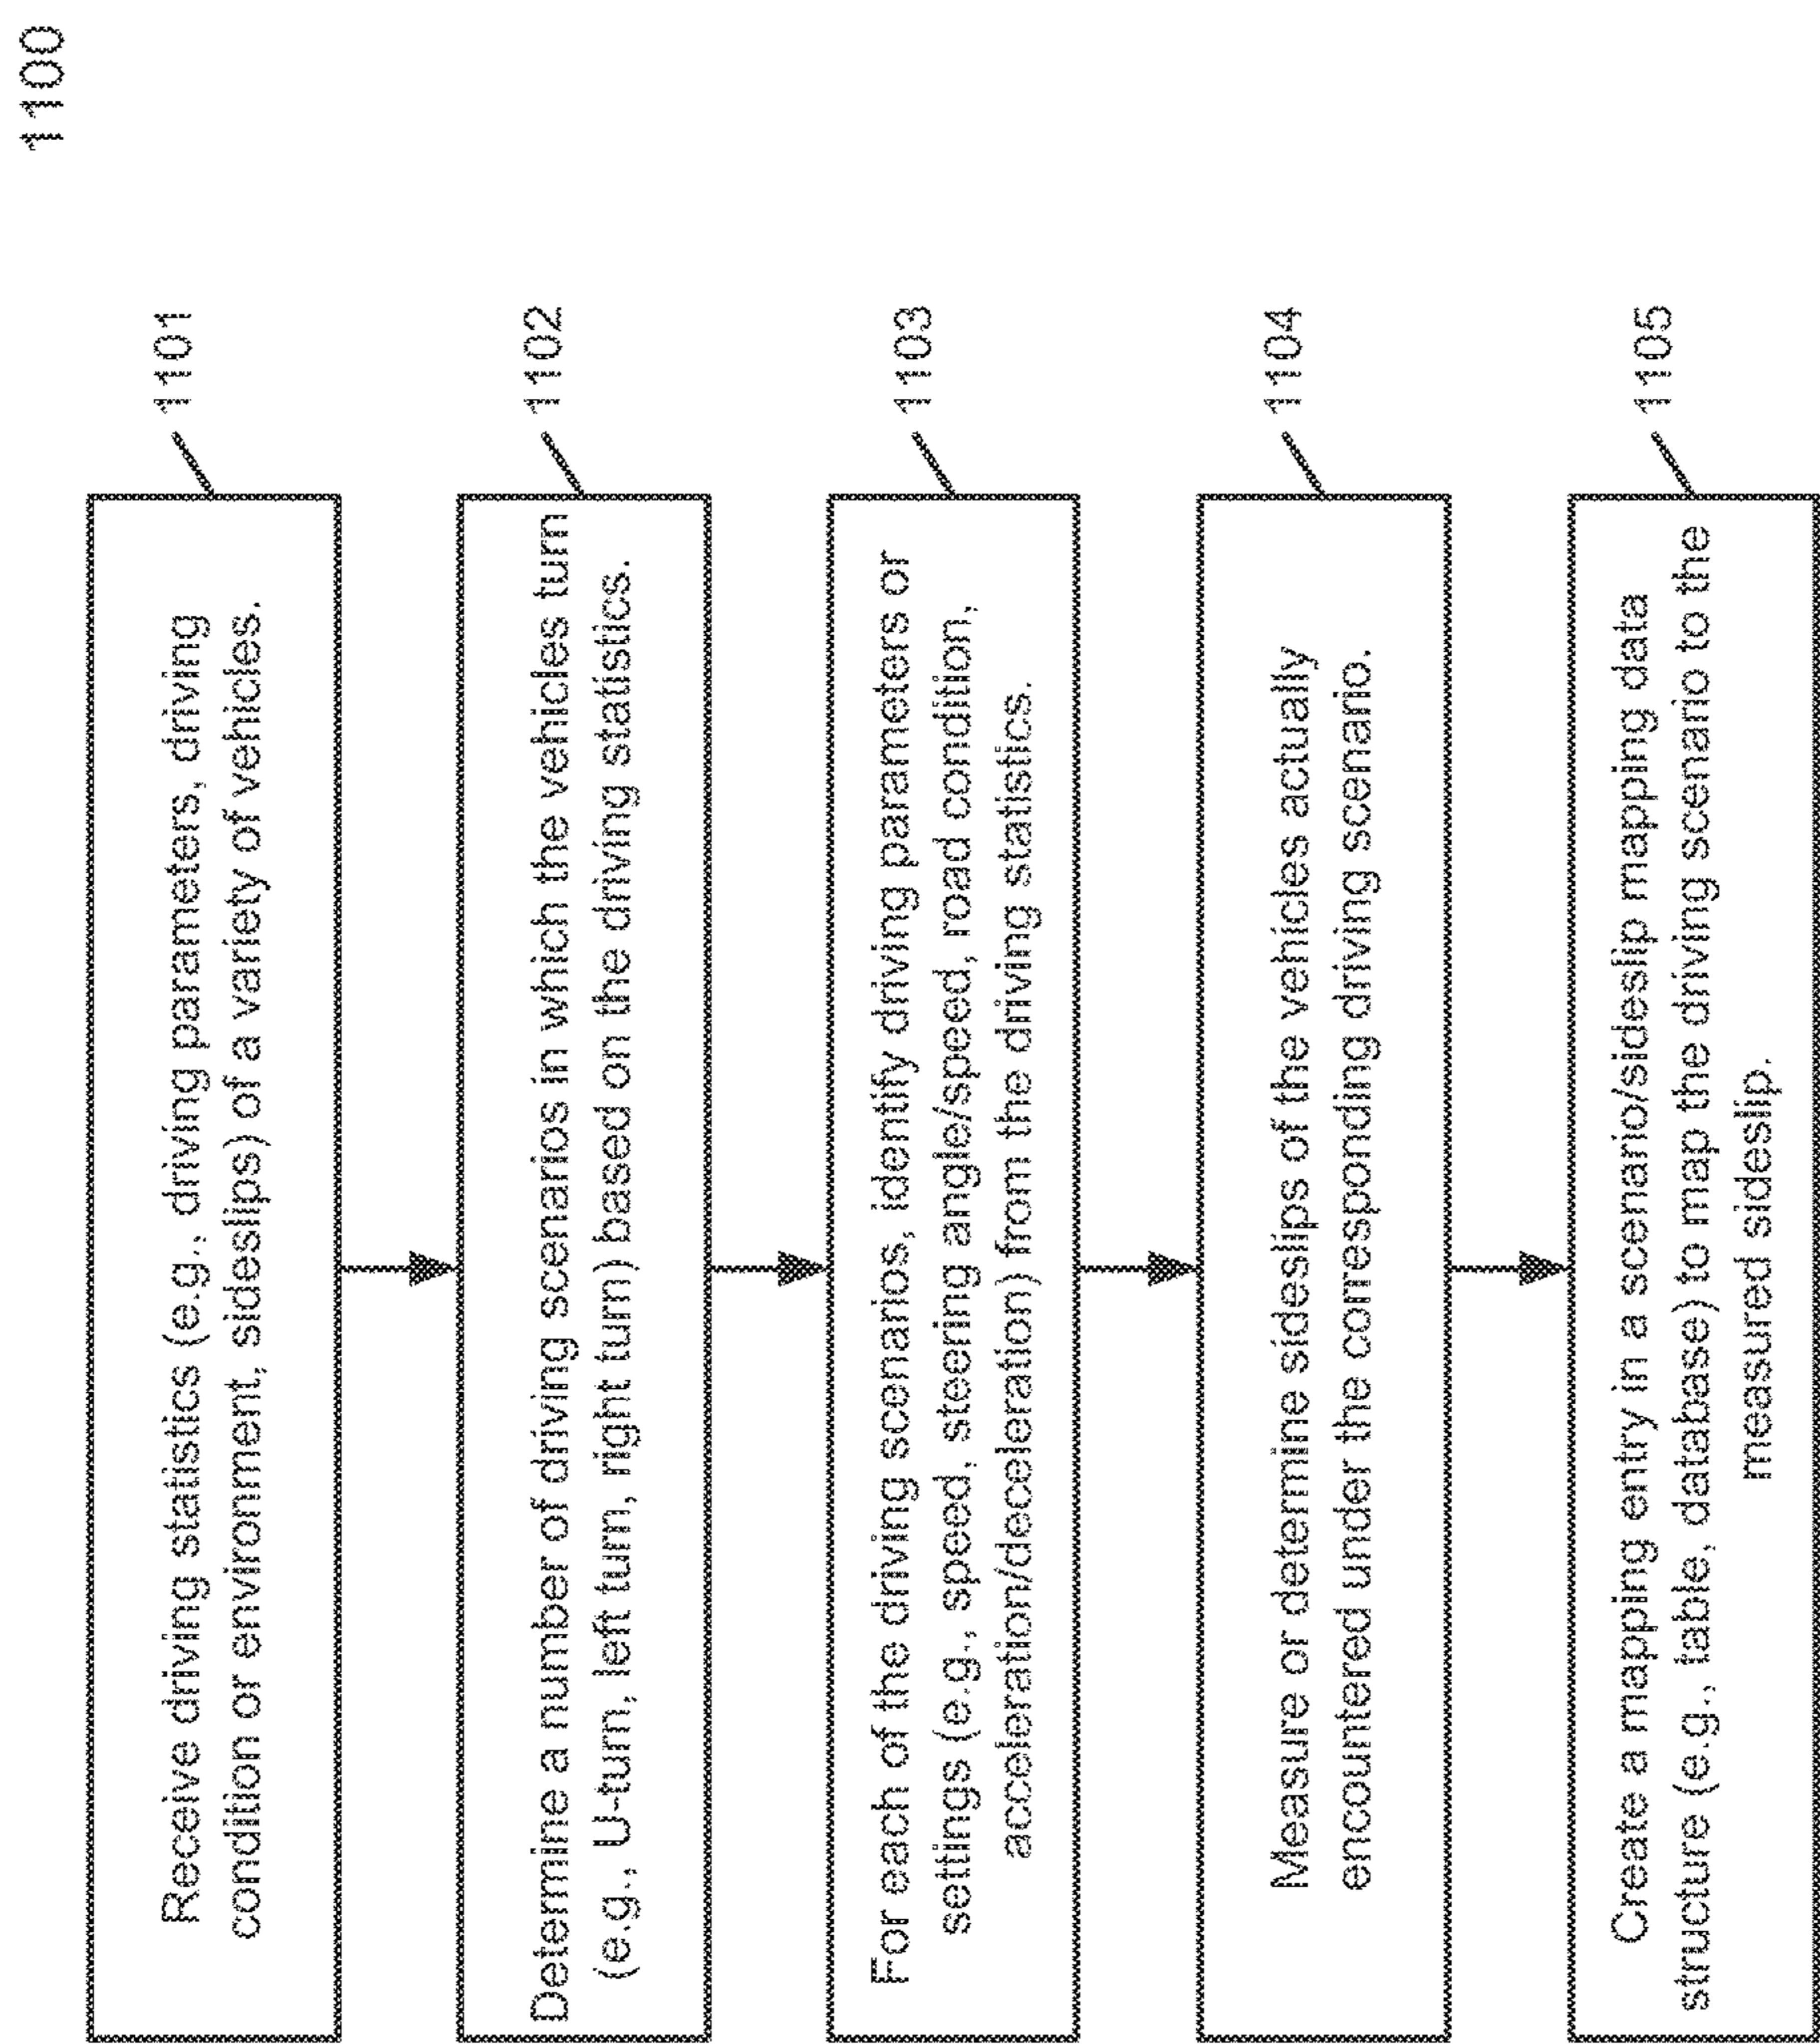 1100
1101
Receive driving statistics (e.g., driving parameters, driving
condition or environment, sideslips) of a variety of vehicles.
1102
Determine a number of driving scenarios in which the vehicles turn
(e.g., U-turn, left turn, right turn) based on the driving statistics.
1103
For each of the driving scenarios, identify driving parameters or
settings (e.g., speed, steering angle/speed, road condition,
acceleration/deceleration) from the driving statistics.
1104
Measure or determine sideslips of the vehicles actually
encountered under the corresponding driving scenario.
1105
Create a mapping entry in a scenario/sideslip mapping data
structure (e.g., table, database) to map the driving scenario to the
measured sideslip.